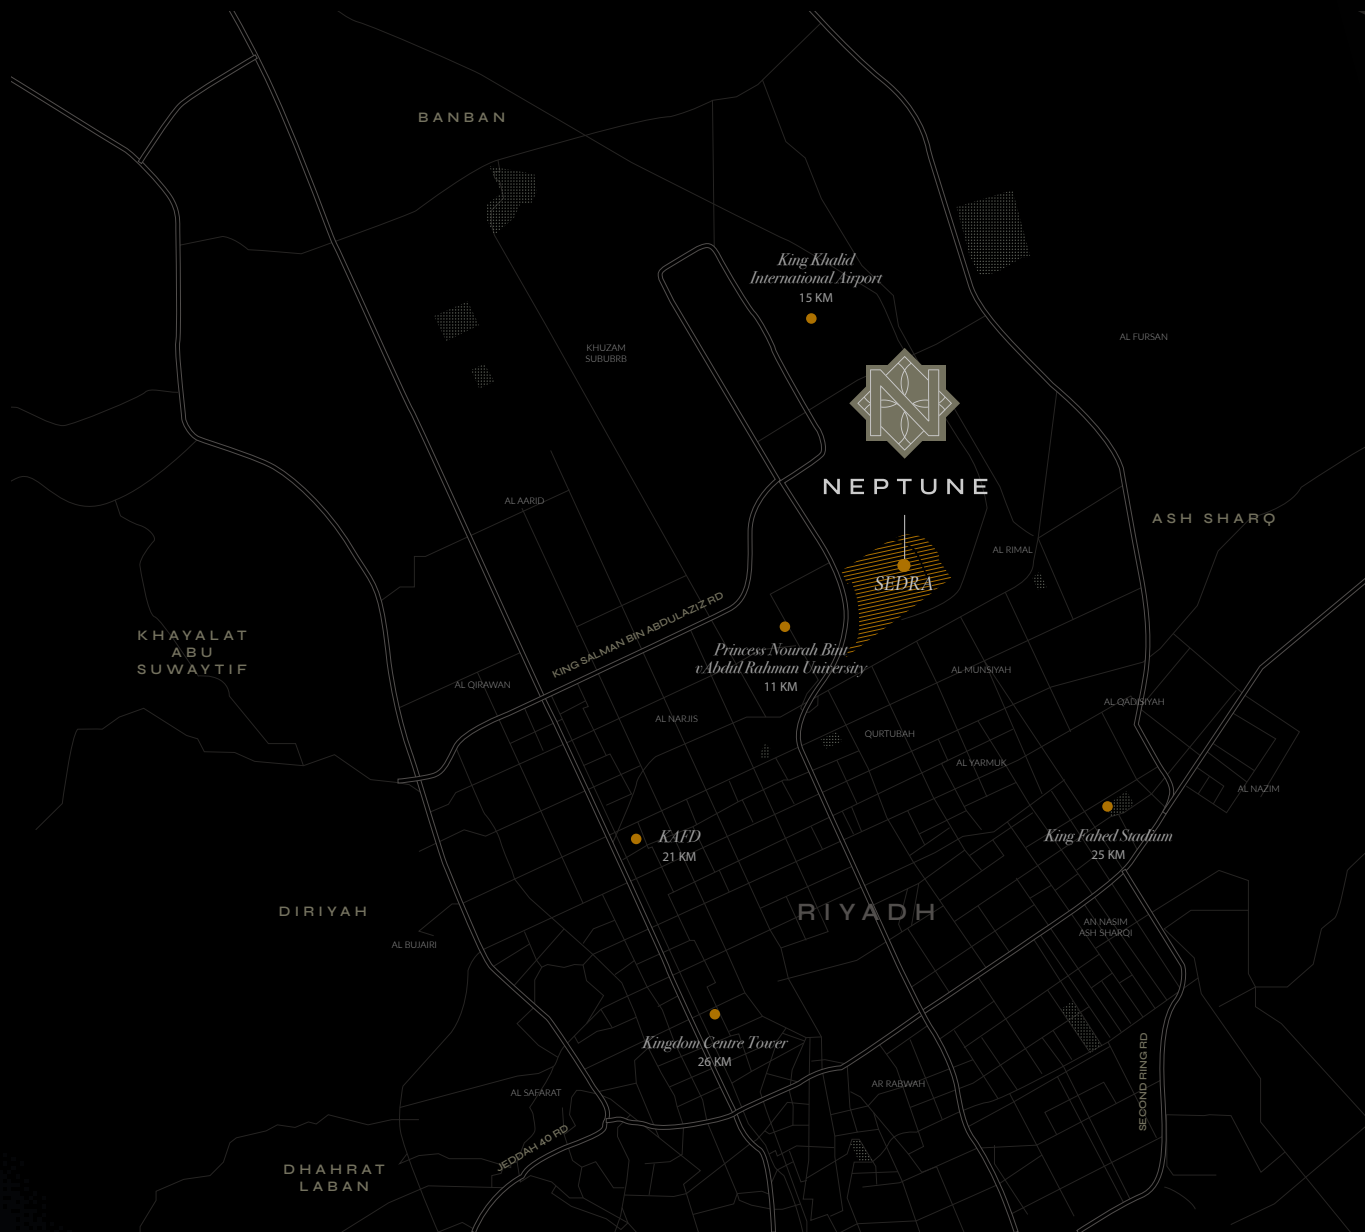 BANBAN
King Khalid
International Airport
15 KM
AL FURSAN
KHUZAM
SUBUBRB
N
NEPTUNE
AL AARID
ASH SHARQ
AL RIMAL
SEDRA
KING SALMAN BIN ABDULAZIZ RD
KHAYALAT
ABU
SUWAYTIF
Princess Nourah Bint
vAbdul Rahman University
11 KM
AL MUNSIYAH
AL QIRAWAN
AL QADISIYAH
AL NARJIS
QURTUBAH
AL YARMUK
AL NAZIM
KAFD
21 KM
King Fahed Stadium
25 KM
DIRIYAH
RIYADH
AN NASIM
ASH SHARQI
AL BUJAIRI
Kingdom Centre Tower
26 KM
SECOND RING RD
AR RABWAH
AL SAFARAT
JEDDAH 40 RD
DHAHRAT
LABAN